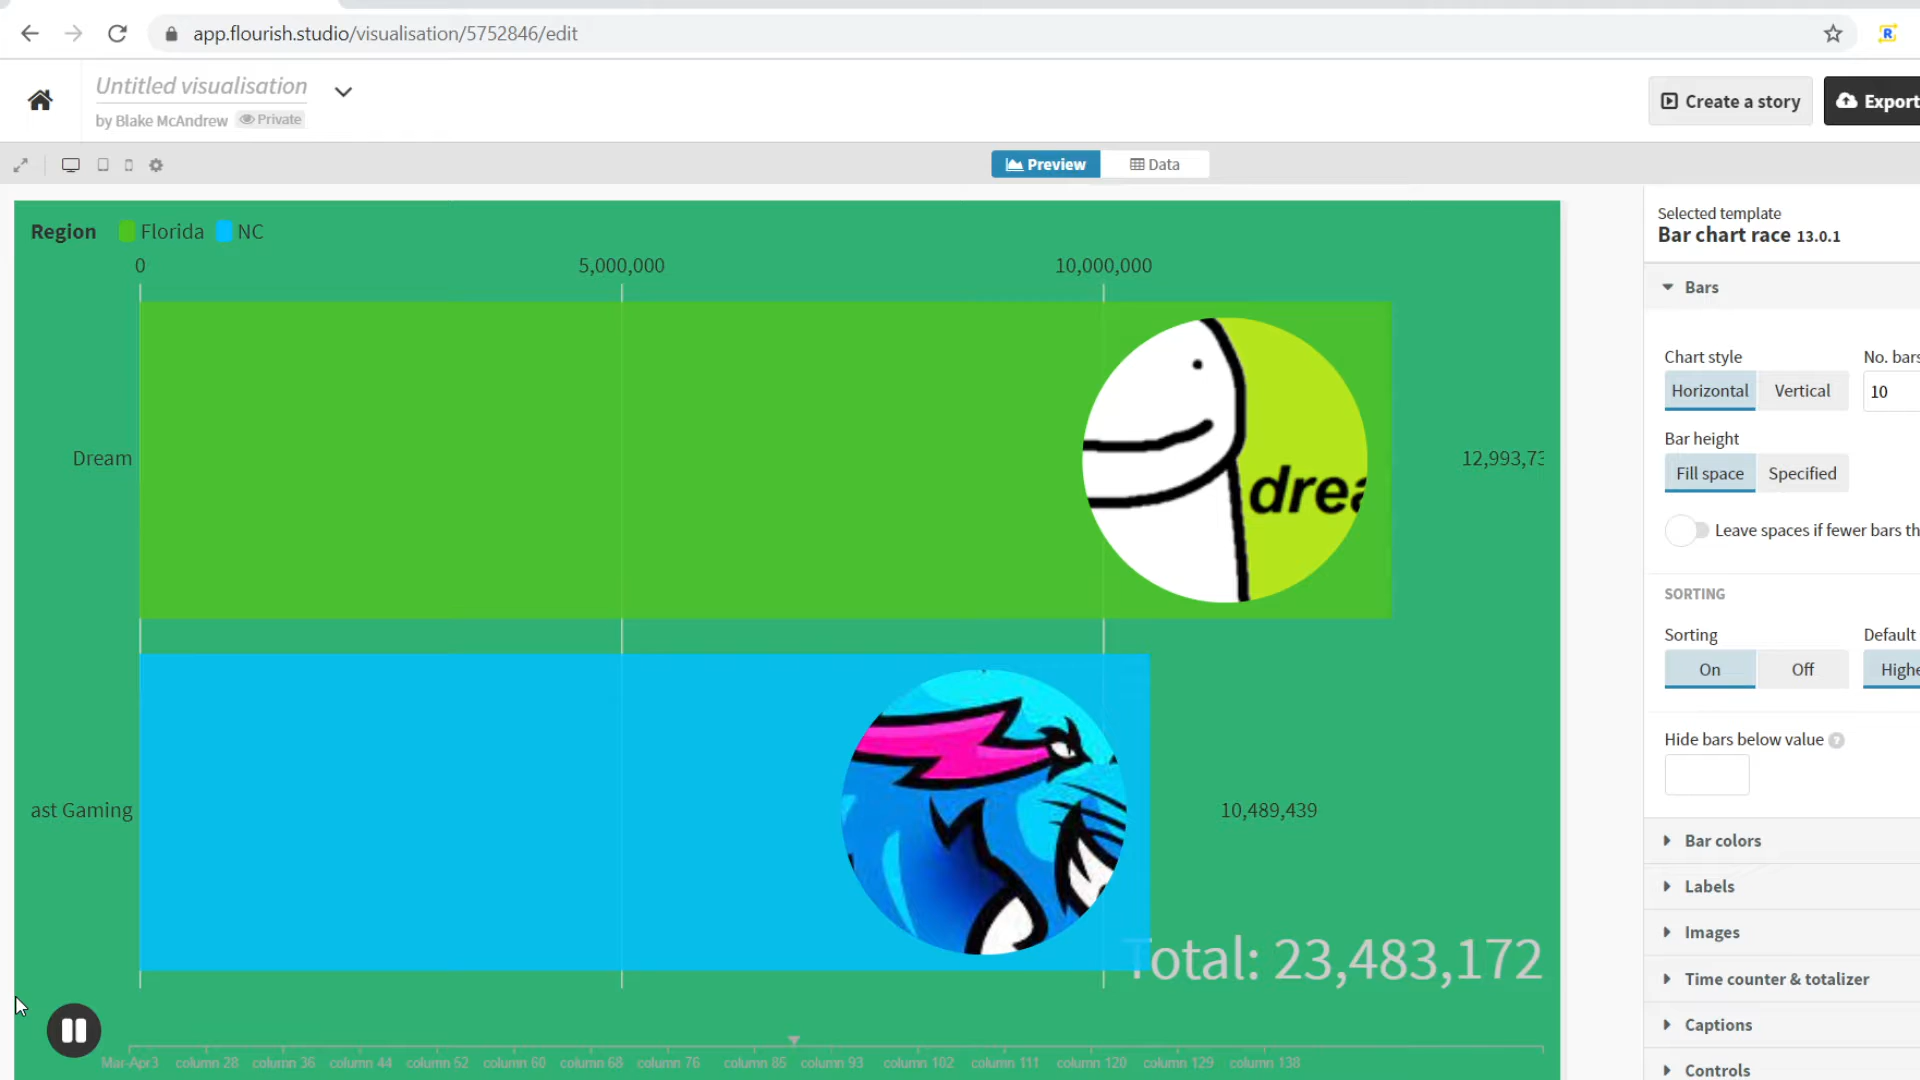 app.flourish.studio/visualisation/5752846/edit
R
Untitled visualisation
by Blake McAndrew Private
Create a story
Export
Preview
Data
Region Florida NC
0 5,000,000 10,000,000
Dream
drea
12,993,73
ast Gaming
10,489,439
Total: 23,483,172
Mar-Apr3 column 28 column 36 column 44 column 52 column 60 column 68 column 76 column 85 column 93 column 102 column 111 column 120 column 129 column 138
Selected template
Bar chart race 13.0.1
Bars
Chart style No. bars
Horizontal Vertical 10
Bar height
Fill space Specified
Leave spaces if fewer bars th
SORTING
Sorting Default
On Off Highe
Hide bars below value ?
Bar colors
Labels
Images
Time counter & totalizer
Captions
Controls